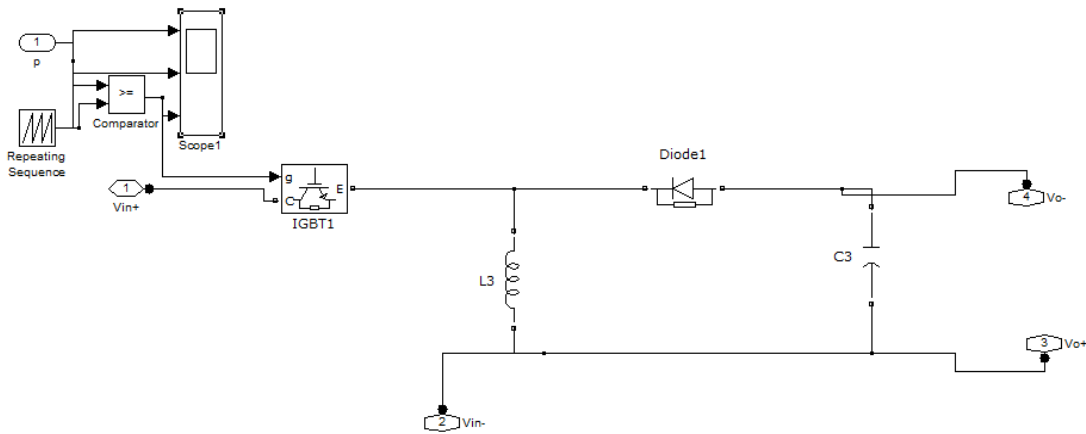 1
p
>=
Comparator
Scope1
Repeating
Sequence
1
Vin+
g
C
E
IGBT1
Diode1
4
Vo-
L3
C3
3
Vo+
2
Vin-